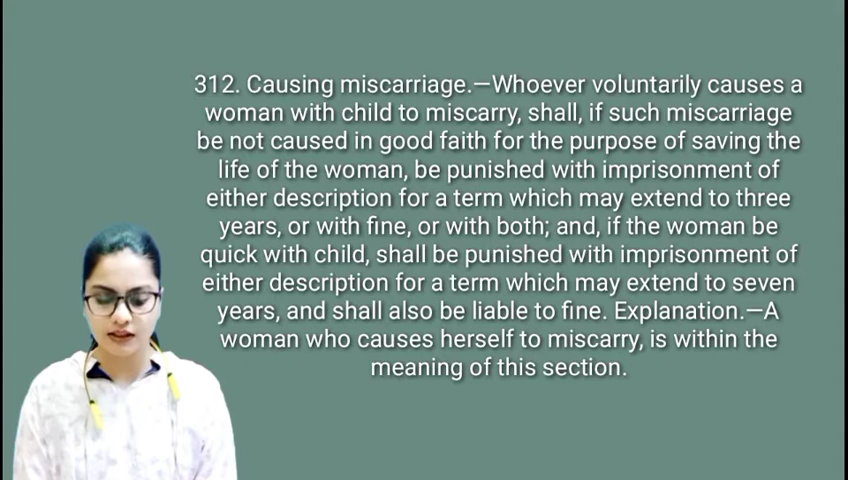 312. Causing miscarriage.—Whoever voluntarily causes a
woman with child to miscarry, shall, if such miscarriage
be not caused in good faith for the purpose of saving the
life of the woman, be punished with imprisonment of
either description for a term which may extend to three
years, or with fine, or with both; and, if the woman be
quick with child, shall be punished with imprisonment of
either description for a term which may extend to seven
years, and shall also be liable to fine. Explanation.—A
woman who causes herself to miscarry, is within the
meaning of this section.